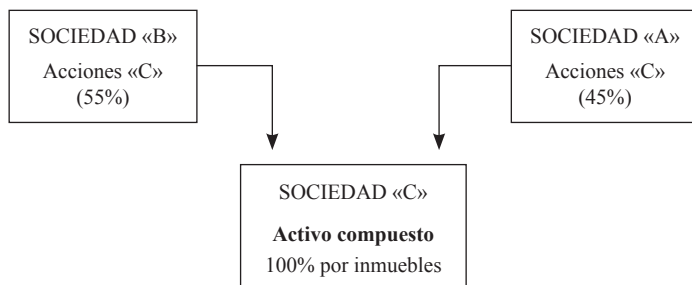 SOCIEDAD «B»
Acciones «C»
(55%)
SOCIEDAD «A»
Acciones «C»
(45%)
SOCIEDAD «C»
Activo compuesto
100% por inmuebles